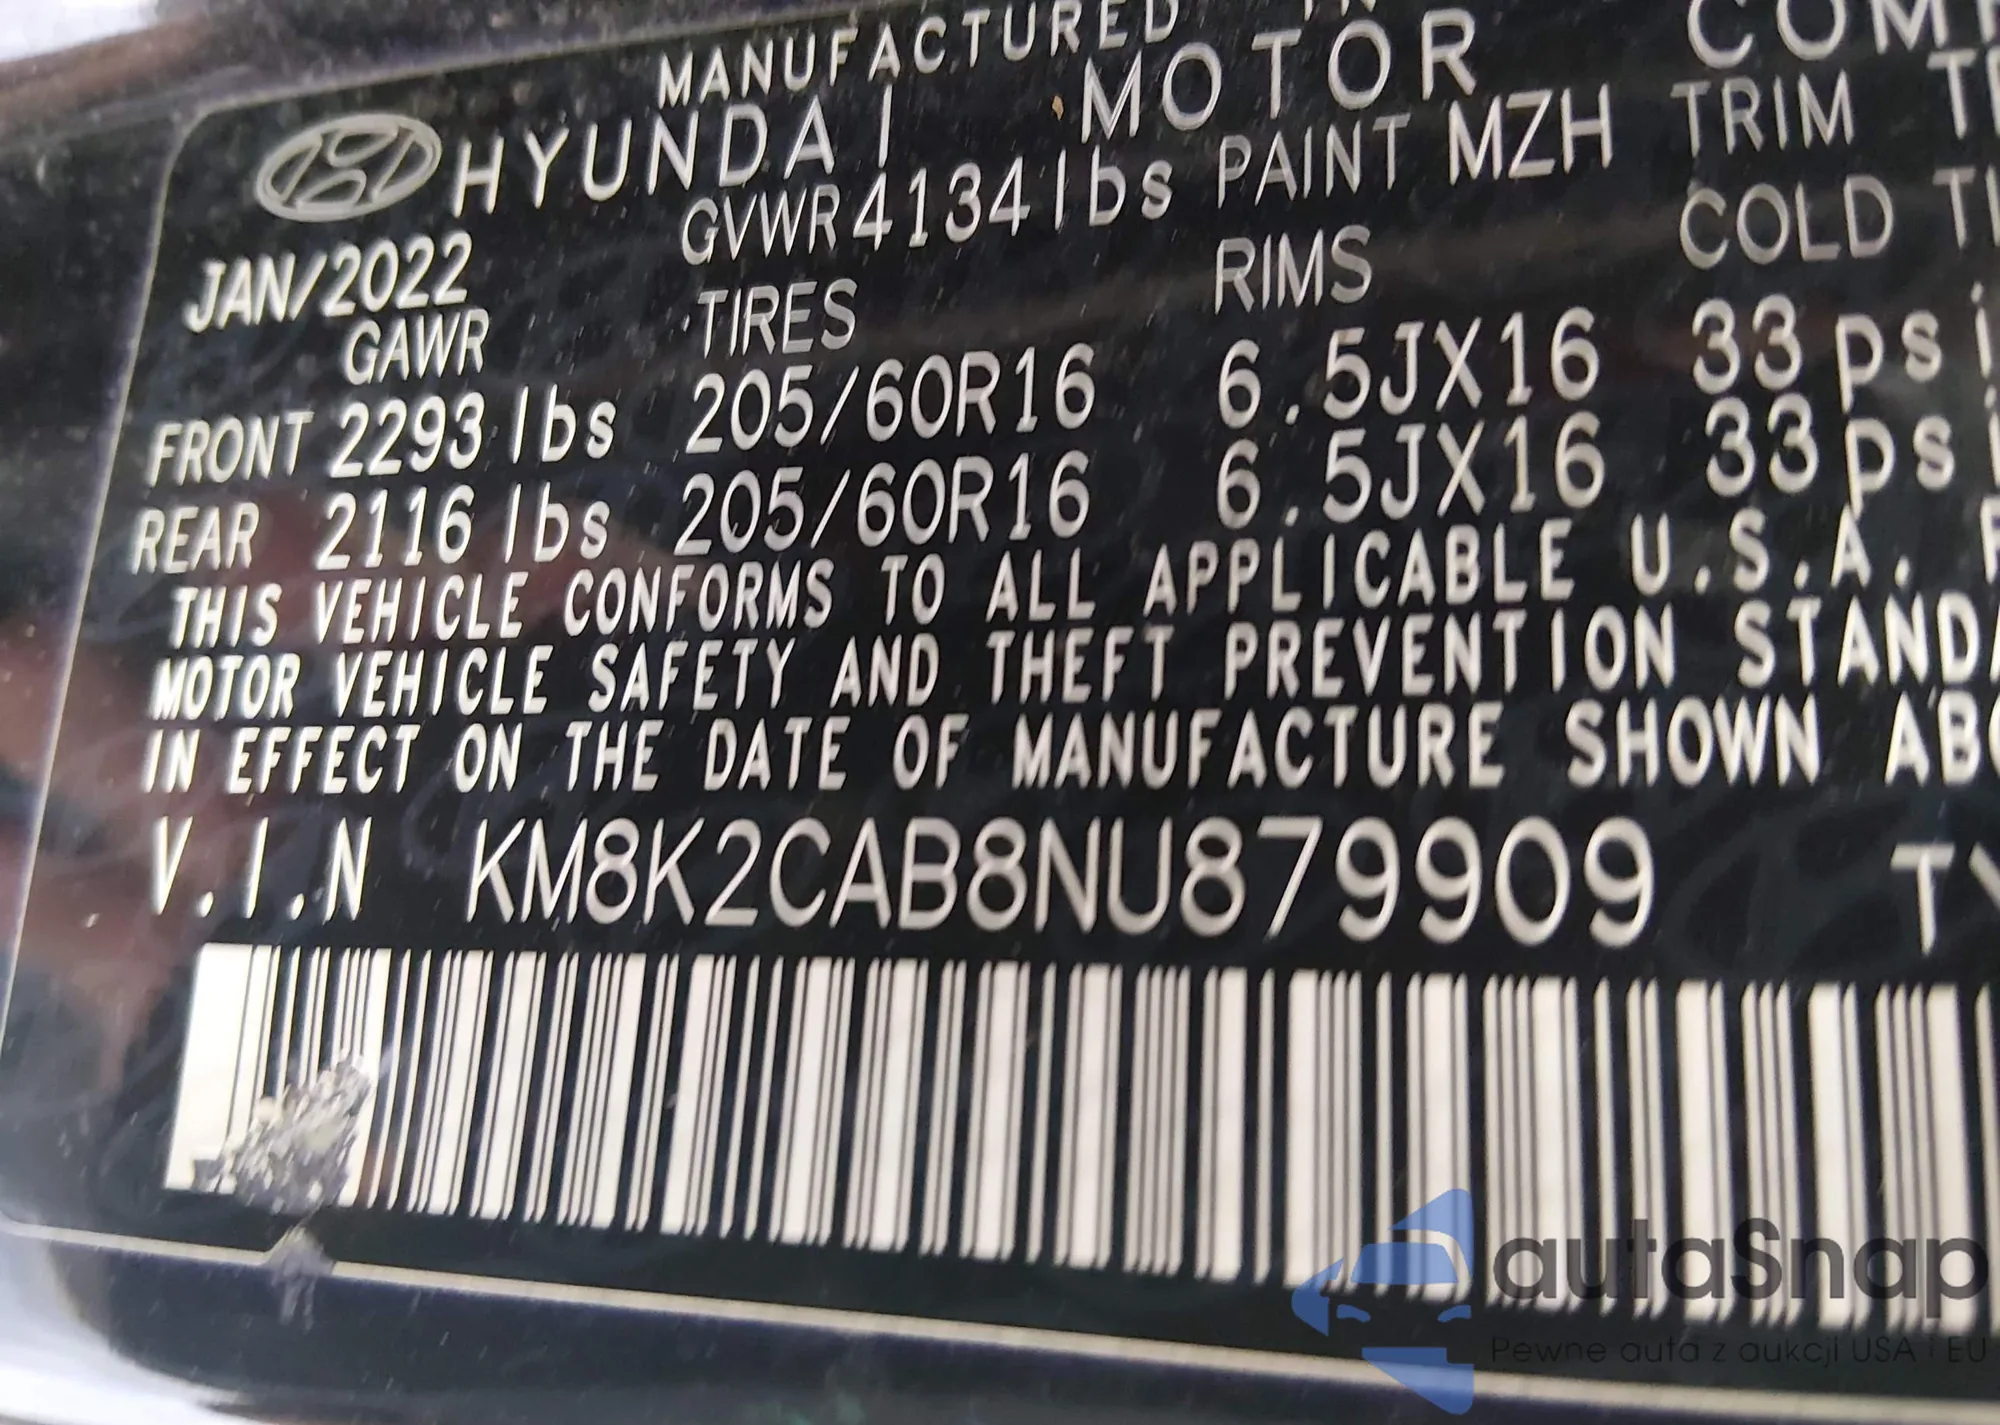 MANUFACTURED
HYUNDAI MOTOR
JAN/2022 GVWR 4134 lbs PAINT MZH TRIM
GAWR TIRES RIMS COLD
FRONT 2293 lbs 205/60R16 6.5JX16 33 psi
REAR 2116 lbs 205/60R16 6.5JX16 33 psi
THIS VEHICLE CONFORMS TO ALL APPLICABLE U.S.A.
MOTOR VEHICLE SAFETY AND THEFT PREVENTION
IN EFFECT ON THE DATE OF MANUFACTURE SHOWN
V.I.N KM8K2CAB8NU879909
autaSnap
Pewne auta z aukcji USA i EU